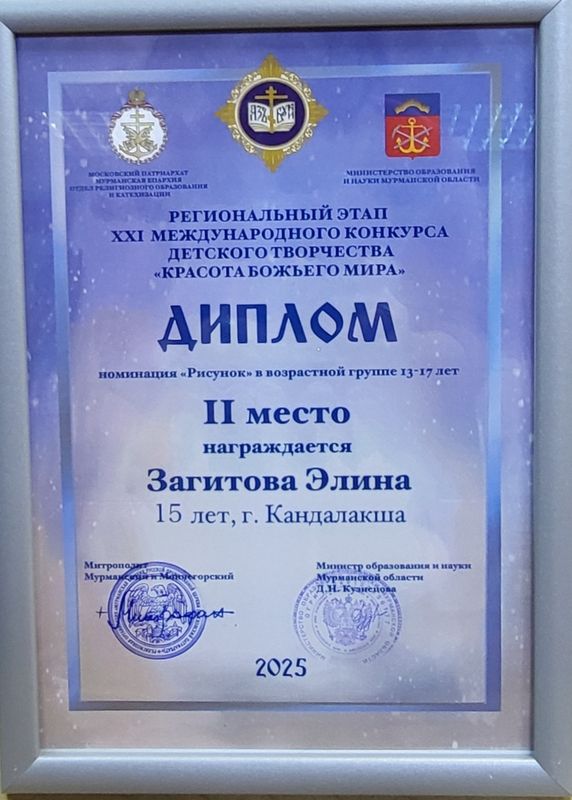 АЗЪ БУКИ
МОСКОВСКИЙ ПАТРИАРХАТ
МУРМАНСКАЯ ЕПАРХИЯ
ОТДЕЛ РЕЛИГИОЗНОГО ОБРАЗОВАНИЯ
И КАТЕХИЗАЦИИ
МИНИСТЕРСТВО ОБРАЗОВАНИЯ
И НАУКИ МУРМАНСКОЙ ОБЛАСТИ
РЕГИОНАЛЬНЫЙ ЭТАП
XXI МЕЖДУНАРОДНОГО КОНКУРСА
ДЕТСКОГО ТВОРЧЕСТВА
«КРАСОТА БОЖЬЕГО МИРА»
ДИПЛОМ
номинация «Рисунок» в возрастной группе 13-17 лет
II место
награждается
Загитова Элина
15 лет, г. Кандалакша
Митрополит
Мурманский и Мончегорский
Министр образования и науки
Мурманской области
Д.Н. Кузнецова
2025